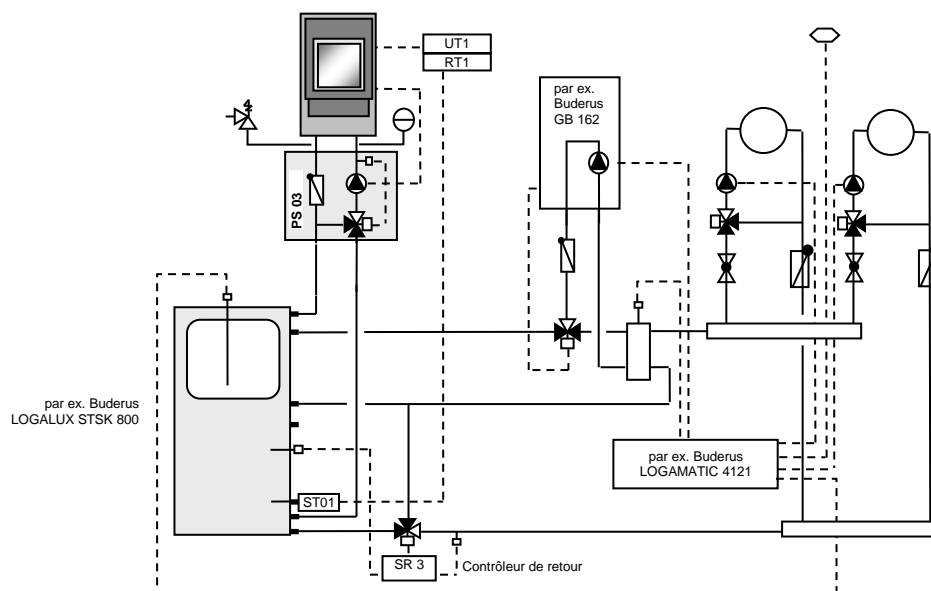 UT1
RT1
par ex.
Buderus
GB 162
PS 03
par ex. Buderus
LOGALUX STSK 800
par ex. Buderus
LOGAMATIC 4121
ST01
SR 3
Contrôleur de retour